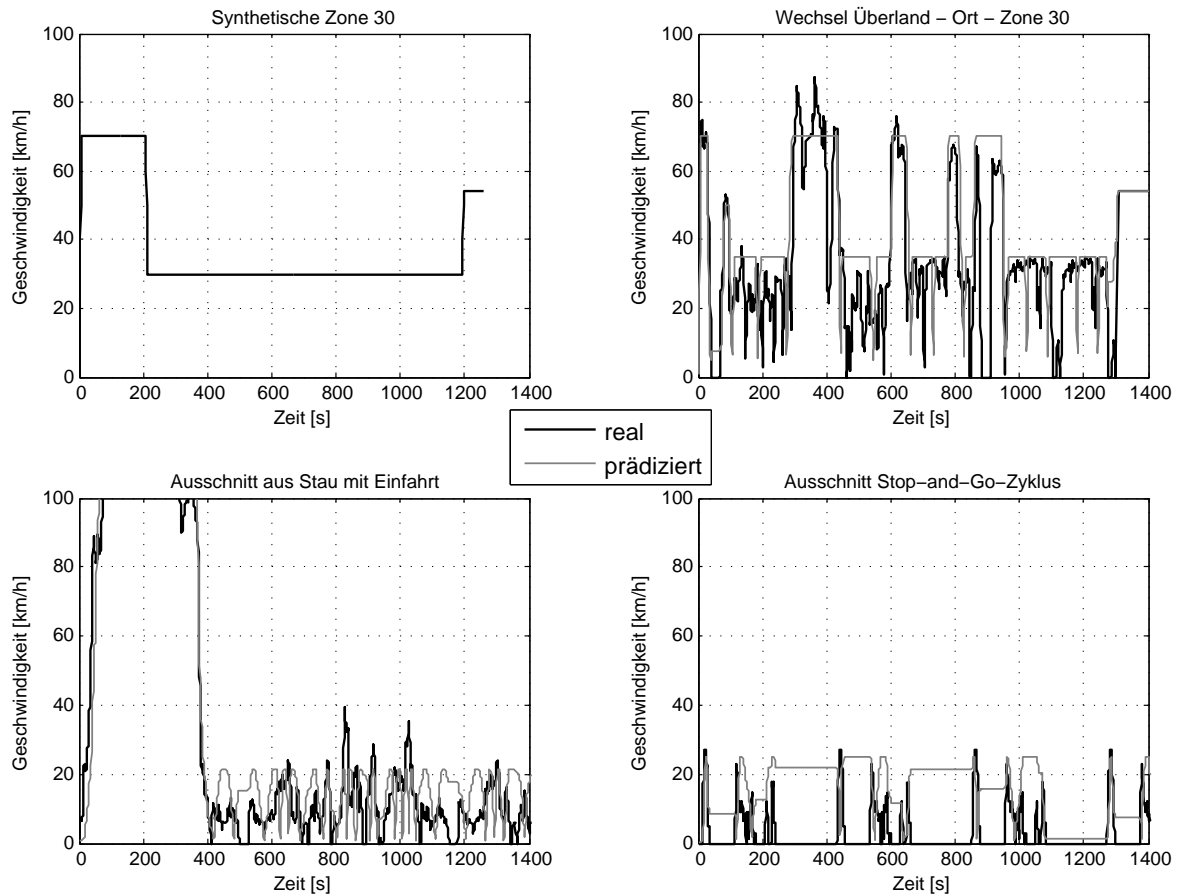 Synthetische Zone 30
Geschwindigkeit [km/h]
100
80
60
40
20
0
0 200 400 600 800 1000 1200 1400
Zeit [s]
Wechsel Überland − Ort − Zone 30
Geschwindigkeit [km/h]
100
80
60
40
20
0
0 200 400 600 800 1000 1200 1400
Zeit [s]
real
prädiziert
Ausschnitt aus Stau mit Einfahrt
Geschwindigkeit [km/h]
100
80
60
40
20
0
0 200 400 600 800 1000 1200 1400
Zeit [s]
Ausschnitt Stop−and−Go−Zyklus
Geschwindigkeit [km/h]
100
80
60
40
20
0
0 200 400 600 800 1000 1200 1400
Zeit [s]